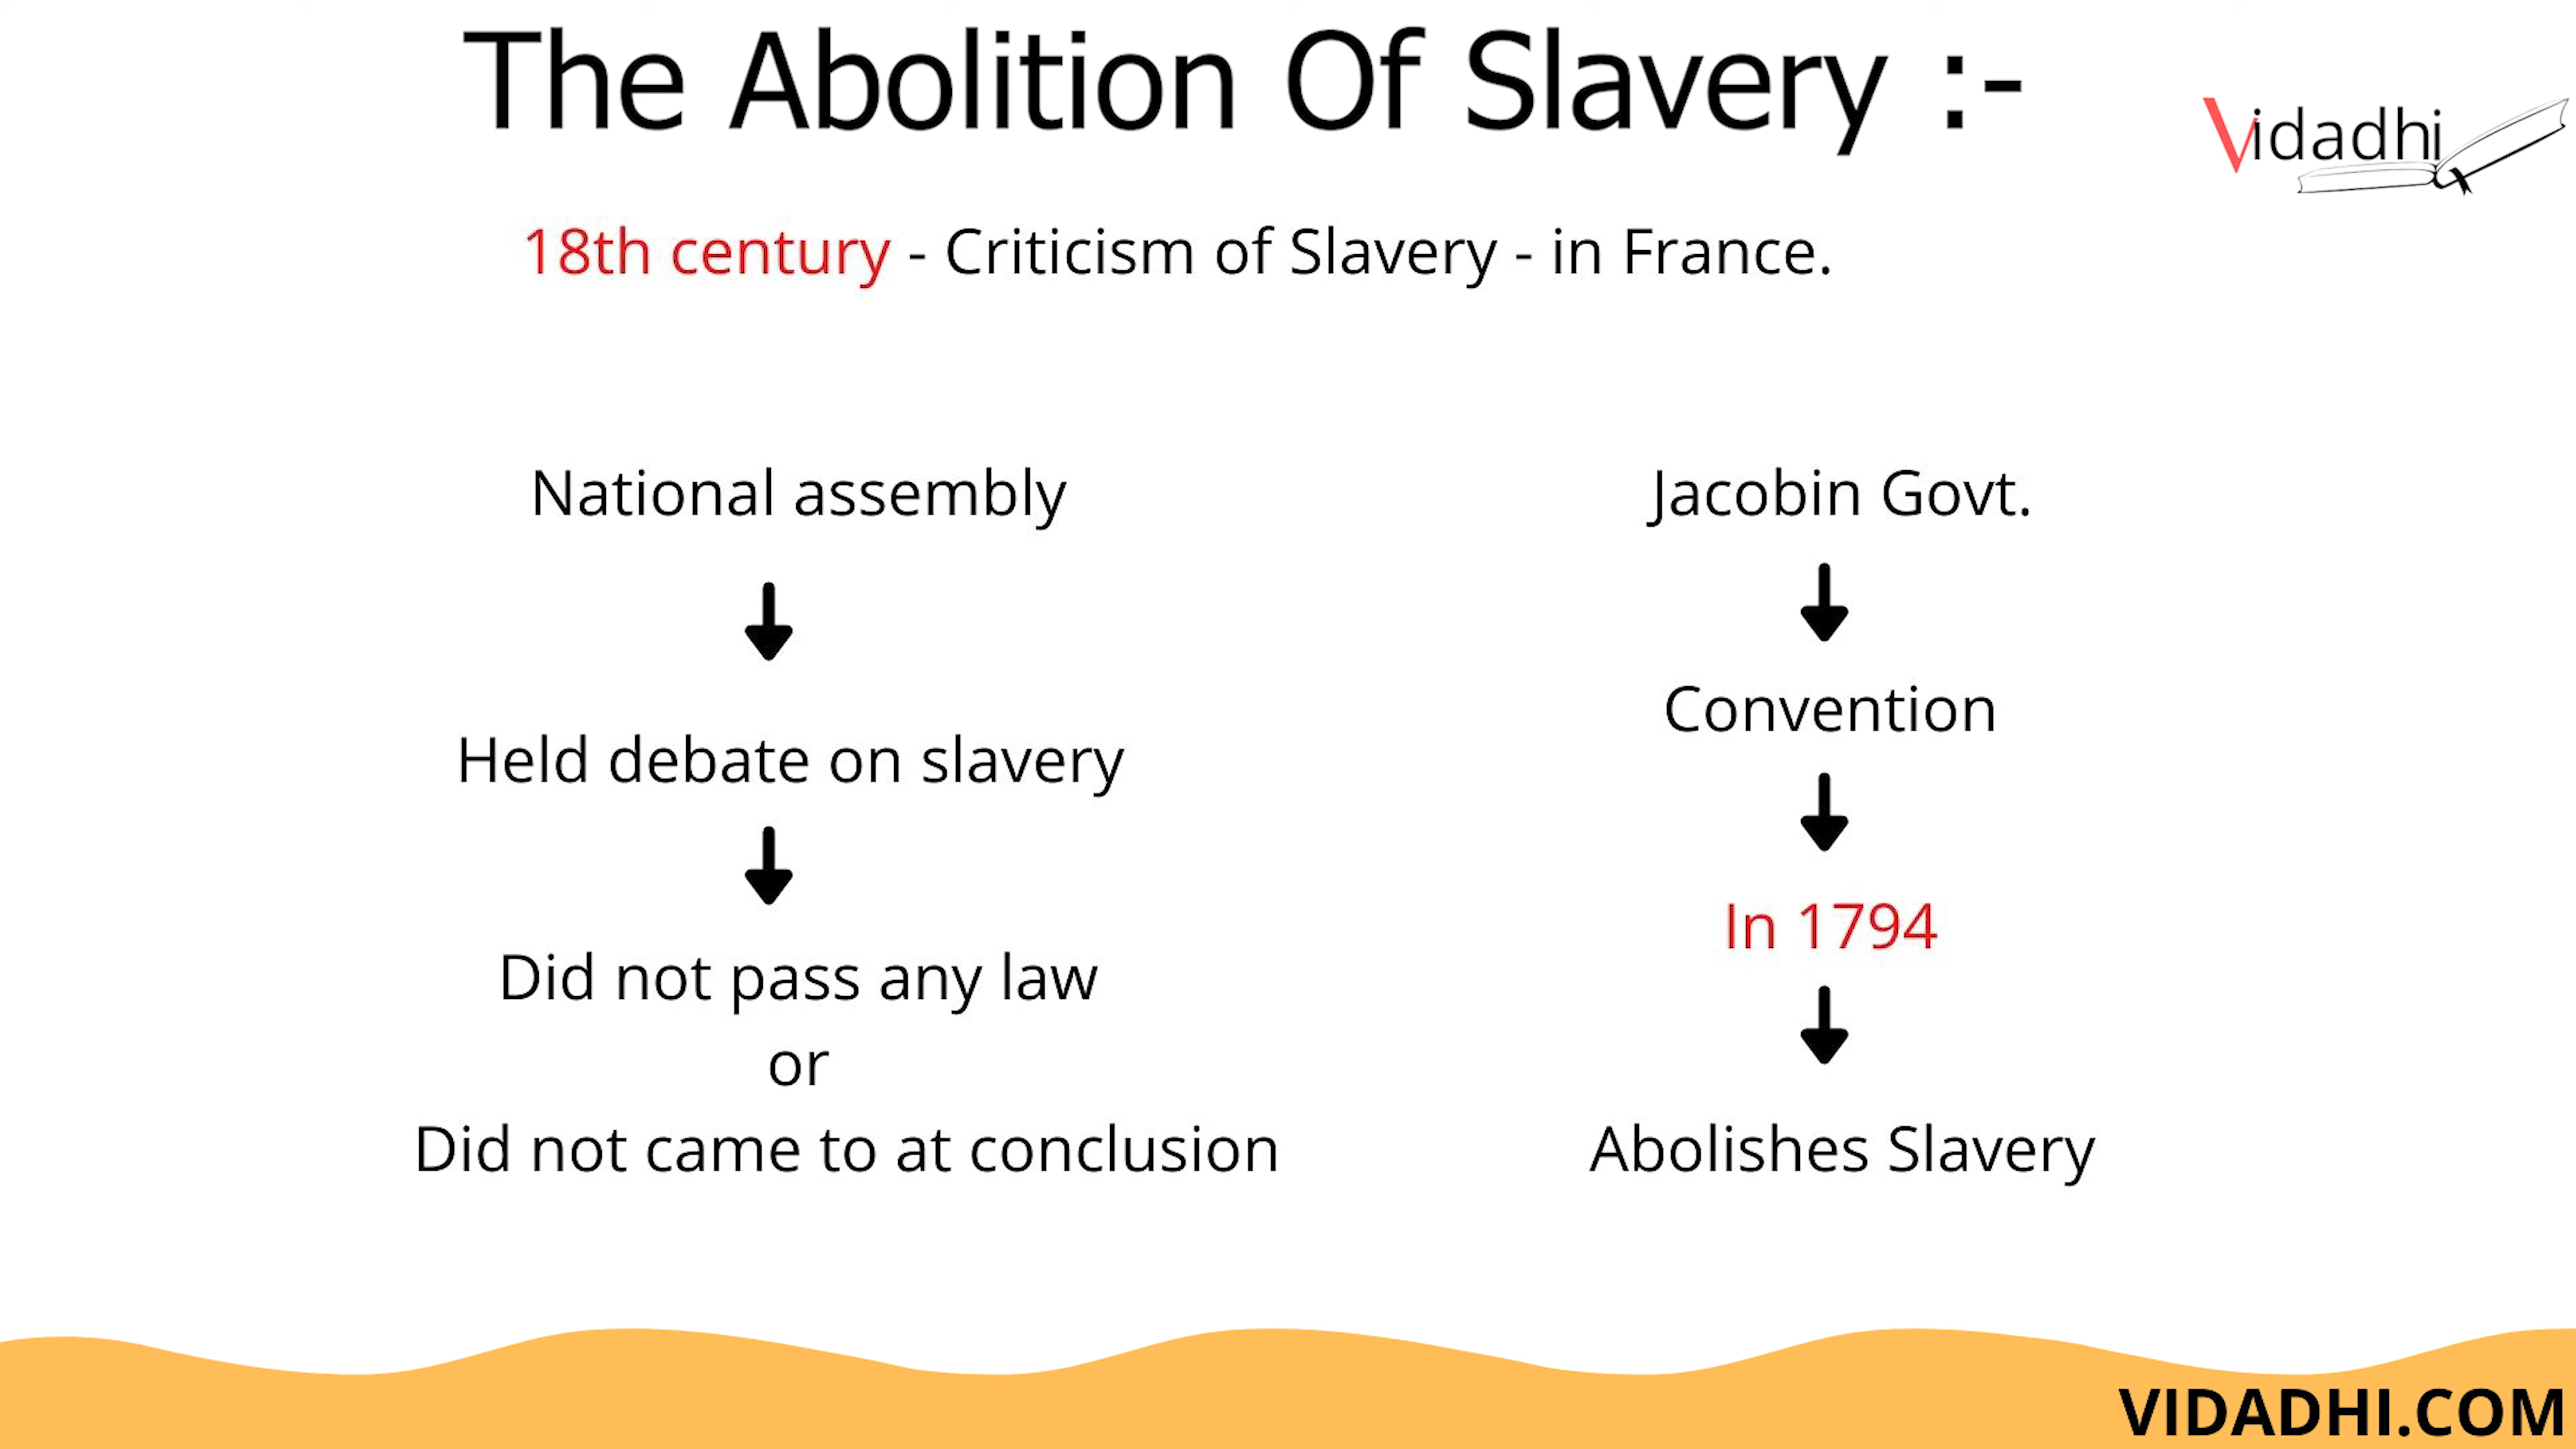 The Abolition Of Slavery :-
Vidadhi
18th century - Criticism of Slavery - in France.
National assembly
Held debate on slavery
Did not pass any law
or
Did not came to at conclusion
Jacobin Govt.
Convention
In 1794
Abolishes Slavery
VIDADHI.COM